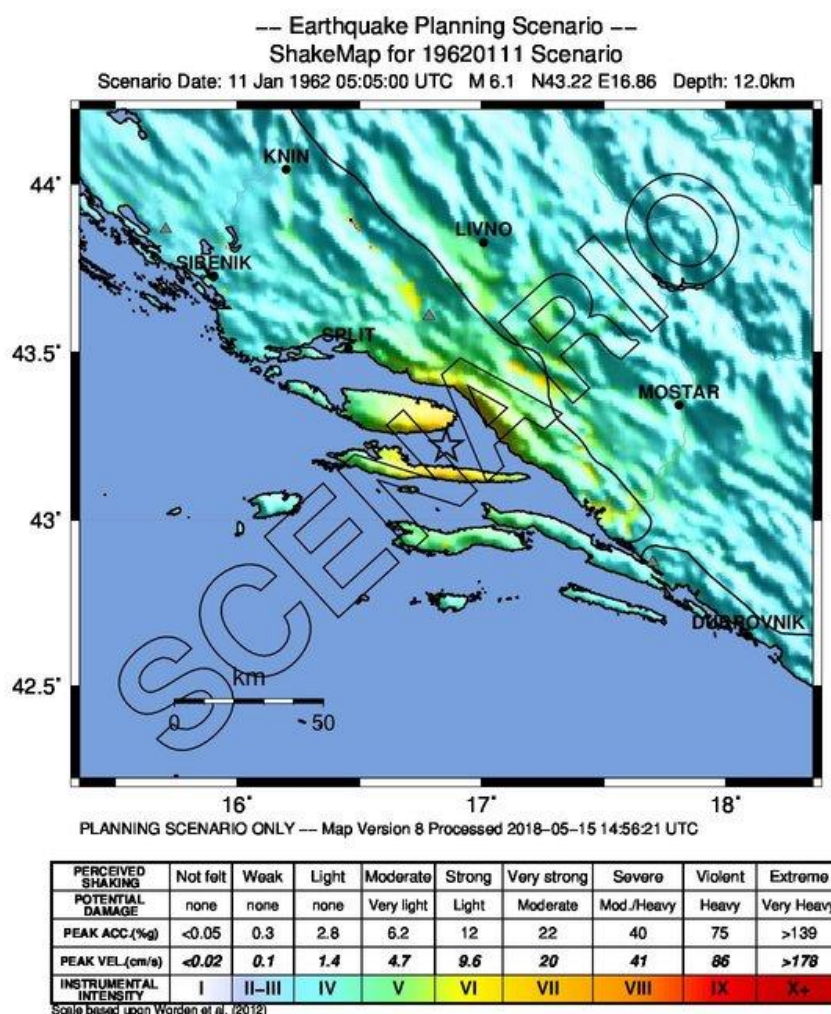 -- Earthquake Planning Scenario --
ShakeMap for 19620111 Scenario
Scenario Date: 11 Jan 1962 05:05:00 UTC M 6.1 N43.22 E16.86 Depth: 12.0km
KNIN
44˚
LIVNO
SIBENIK
SPLIT
43.5˚
MOSTAR
43˚
DUBROVNIK
42.5˚
SCENARIO
km
0 50
16˚ 17˚ 18˚
PLANNING SCENARIO ONLY -- Map Version 8 Processed 2018-05-15 14:56:21 UTC
PERCEIVED SHAKING Not felt Weak Light Moderate Strong Very strong Severe Violent Extreme
POTENTIAL DAMAGE none none none Very light Light Moderate Mod./Heavy Heavy Very Heavy
PEAK ACC.(%g) <0.05 0.3 2.8 6.2 12 22 40 75 >139
PEAK VEL.(cm/s) <0.02 0.1 1.4 4.7 9.6 20 41 86 >178
INSTRUMENTAL INTENSITY I II-III IV V VI VII VIII IX X+
Scale based upon Worden et al. (2012)